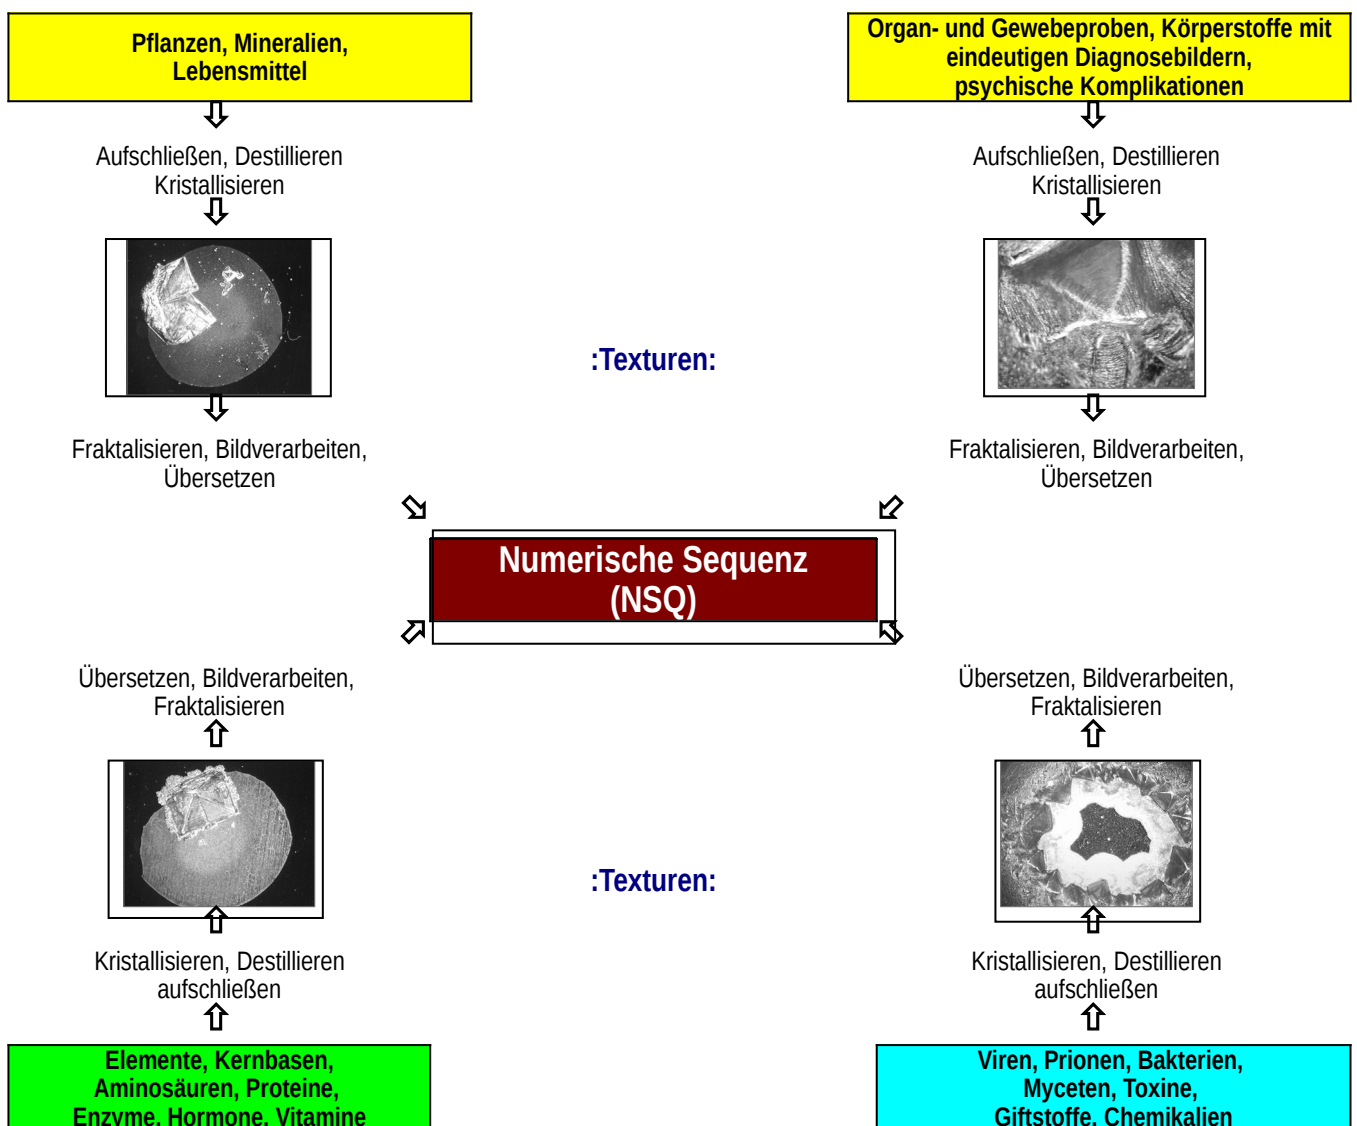 Pflanzen, Mineralien,
Lebensmittel
Organ- und Gewebeproben, Körperstoffe mit
eindeutigen Diagnosebildern,
psychische Komplikationen
Aufschließen, Destillieren
Kristallisieren
Aufschließen, Destillieren
Kristallisieren
:Texturen:
Fraktalisieren, Bildverarbeiten,
Übersetzen
Fraktalisieren, Bildverarbeiten,
Übersetzen
Numerische Sequenz
(NSQ)
Übersetzen, Bildverarbeiten,
Fraktalisieren
Übersetzen, Bildverarbeiten,
Fraktalisieren
:Texturen:
Kristallisieren, Destillieren
aufschließen
Kristallisieren, Destillieren
aufschließen
Elemente, Kernbasen,
Aminosäuren, Proteine,
Enzyme, Hormone, Vitamine
Viren, Prionen, Bakterien,
Myceten, Toxine,
Giftstoffe, Chemikalien